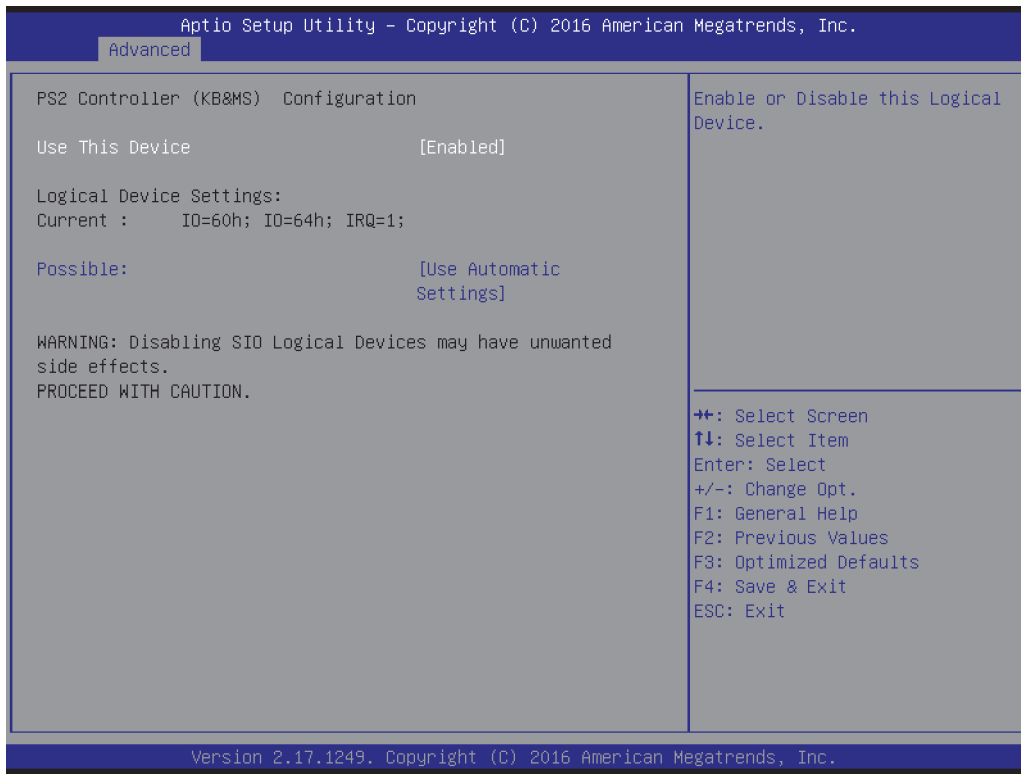 Aptio Setup Utility – Copyright (C) 2016 American Megatrends, Inc.
Advanced
PS2 Controller (KB&MS) Configuration
Use This Device [Enabled]
Logical Device Settings:
Current : IO=60h; IO=64h; IRQ=1;
Possible: [Use Automatic
Settings]
WARNING: Disabling SIO Logical Devices may have unwanted
side effects.
PROCEED WITH CAUTION.
Enable or Disable this Logical
Device.
→←: Select Screen
↑↓: Select Item
Enter: Select
+/-: Change Opt.
F1: General Help
F2: Previous Values
F3: Optimized Defaults
F4: Save & Exit
ESC: Exit
Version 2.17.1249. Copyright (C) 2016 American Megatrends, Inc.